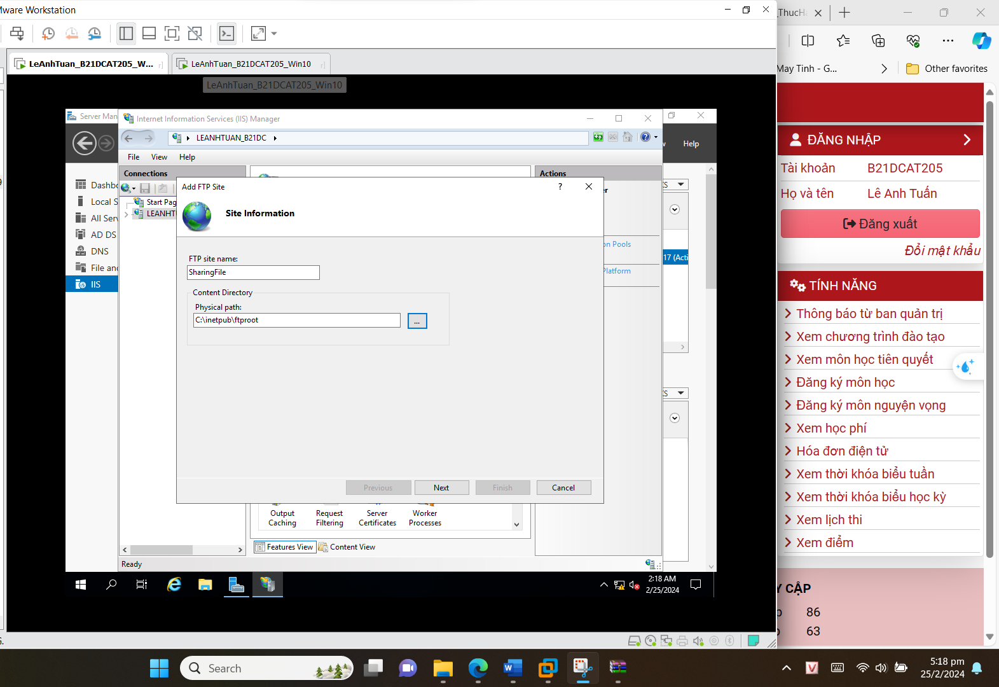 Mware Workstation
LeAnhTuan_B21DCAT205_W...
LeAnhTuan_B21DCAT205_Win10
LeAnhTuan_B21DCAT205_Win10
Server Man
Internet Information Services (IIS) Manager
LEANHTUAN_B21DC
File View Help
Help
Connections
Actions
Dashbo
Local S
All Serv
AD DS
DNS
File and
IIS
Start Pag
LEANHTU
Add FTP Site
?
Site Information
FTP site name:
SharingFile
Content Directory
Physical path:
C:\inetpub\ftproot
...
Previous
Next
Finish
Cancel
er
on Pools
Platform
17 (Acti
Output Caching
Request Filtering
Server Certificates
Worker Processes
Features View
Content View
Ready
2:18 AM
2/25/2024
_ThucHa
May Tinh - G...
Other favorites
ĐĂNG NHẬP
Tài khoản B21DCAT205
Họ và tên Lê Anh Tuấn
Đăng xuất
Đổi mật khẩu
TÍNH NĂNG
Thông báo từ ban quản trị
Xem chương trình đào tạo
Xem môn học tiên quyết
Đăng ký môn học
Đăng ký môn nguyện vọng
Xem học phí
Hóa đơn điện tử
Xem thời khóa biểu tuần
Xem thời khóa biểu học kỳ
Xem lịch thi
Xem điểm
Y CẬP
86
63
Search
5:18 pm
25/2/2024